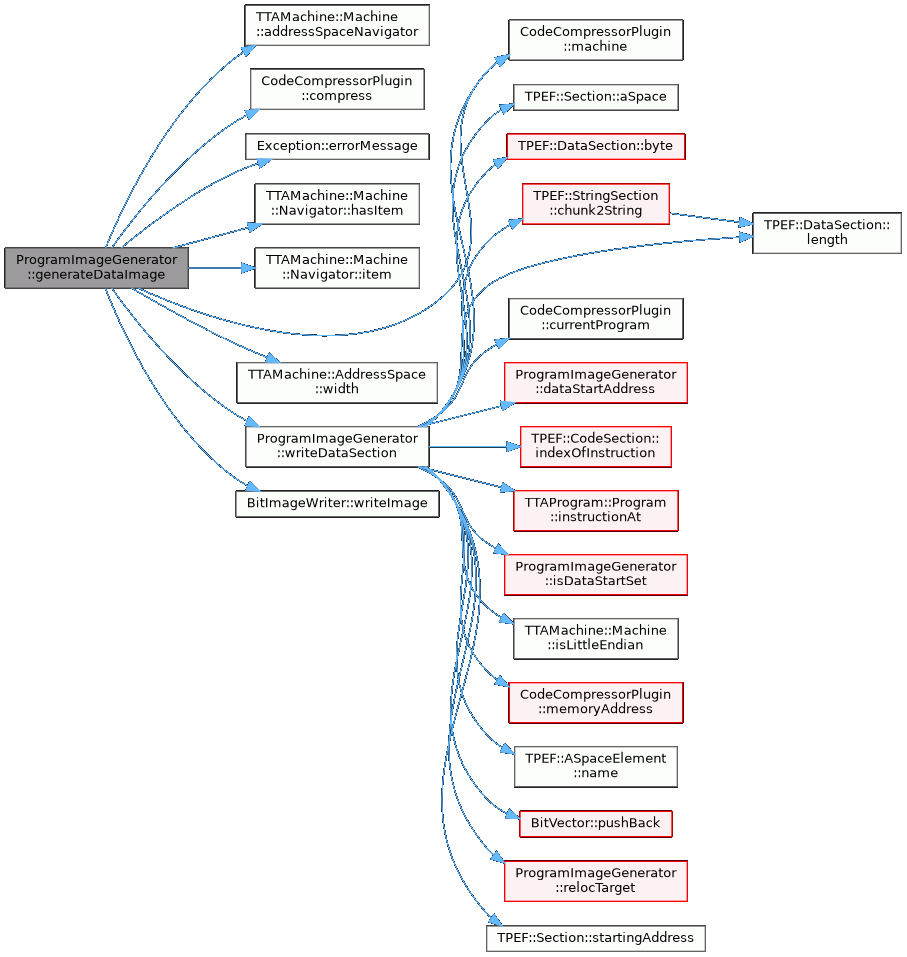 ProgramImageGenerator
::generateDataImage
TTAMachine::Machine
::addressSpaceNavigator
CodeCompressorPlugin
::compress
Exception::errorMessage
TTAMachine::Machine
::Navigator::hasItem
TTAMachine::Machine
::Navigator::item
TTAMachine::AddressSpace
::width
ProgramImageGenerator
::writeDataSection
BitImageWriter::writeImage
CodeCompressorPlugin
::machine
TPEF::Section::aSpace
TPEF::DataSection::byte
TPEF::StringSection
::chunk2String
CodeCompressorPlugin
::currentProgram
ProgramImageGenerator
::dataStartAddress
TPEF::CodeSection::
indexOfInstruction
TTAProgram::Program
::instructionAt
ProgramImageGenerator
::isDataStartSet
TTAMachine::Machine
::isLittleEndian
CodeCompressorPlugin
::memoryAddress
TPEF::ASpaceElement
::name
BitVector::pushBack
ProgramImageGenerator
::relocTarget
TPEF::Section::startingAddress
TPEF::DataSection::
length